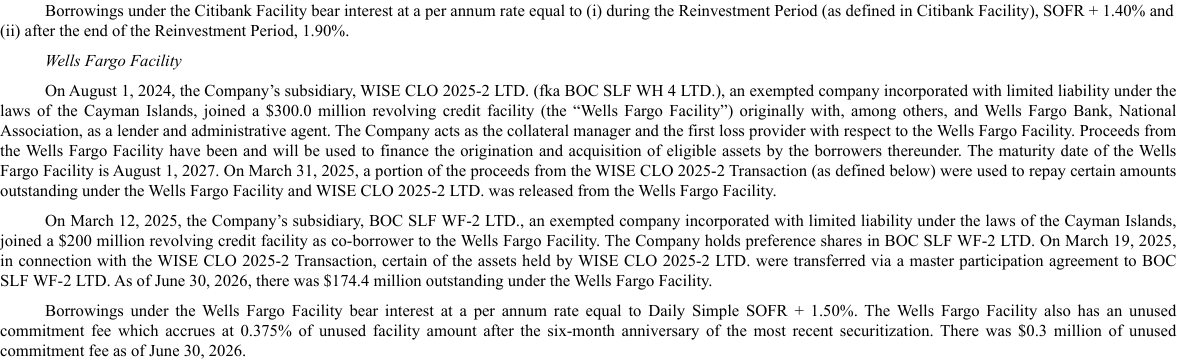 Borrowings under the Citibank Facility bear interest at a per annum rate equal to (i) during the Reinvestment Period (as defined in Citibank Facility), SOFR + 1.40% and
(ii) after the end of the Reinvestment Period, 1.90%.
Wells Fargo Facility
On August 1, 2024, the Company’s subsidiary, WISE CLO 2025-2 LTD. (fka BOC SLF WH 4 LTD.), an exempted company incorporated with limited liability under the
laws of the Cayman Islands, joined a $300.0 million revolving credit facility (the “Wells Fargo Facility”) originally with, among others, and Wells Fargo Bank, National
Association, as a lender and administrative agent. The Company acts as the collateral manager and the first loss provider with respect to the Wells Fargo Facility. Proceeds from
the Wells Fargo Facility have been and will be used to finance the origination and acquisition of eligible assets by the borrowers thereunder. The maturity date of the Wells
Fargo Facility is August 1, 2027. On March 31, 2025, a portion of the proceeds from the WISE CLO 2025-2 Transaction (as defined below) were used to repay certain amounts
outstanding under the Wells Fargo Facility and WISE CLO 2025-2 LTD. was released from the Wells Fargo Facility.
On March 12, 2025, the Company’s subsidiary, BOC SLF WF-2 LTD., an exempted company incorporated with limited liability under the laws of the Cayman Islands,
joined a $200 million revolving credit facility as co-borrower to the Wells Fargo Facility. The Company holds preference shares in BOC SLF WF-2 LTD. On March 19, 2025,
in connection with the WISE CLO 2025-2 Transaction, certain of the assets held by WISE CLO 2025-2 LTD. were transferred via a master participation agreement to BOC
SLF WF-2 LTD. As of June 30, 2026, there was $174.4 million outstanding under the Wells Fargo Facility.
Borrowings under the Wells Fargo Facility bear interest at a per annum rate equal to Daily Simple SOFR + 1.50%. The Wells Fargo Facility also has an unused
commitment fee which accrues at 0.375% of unused facility amount after the six-month anniversary of the most recent securitization. There was $0.3 million of unused
commitment fee as of June 30, 2026.